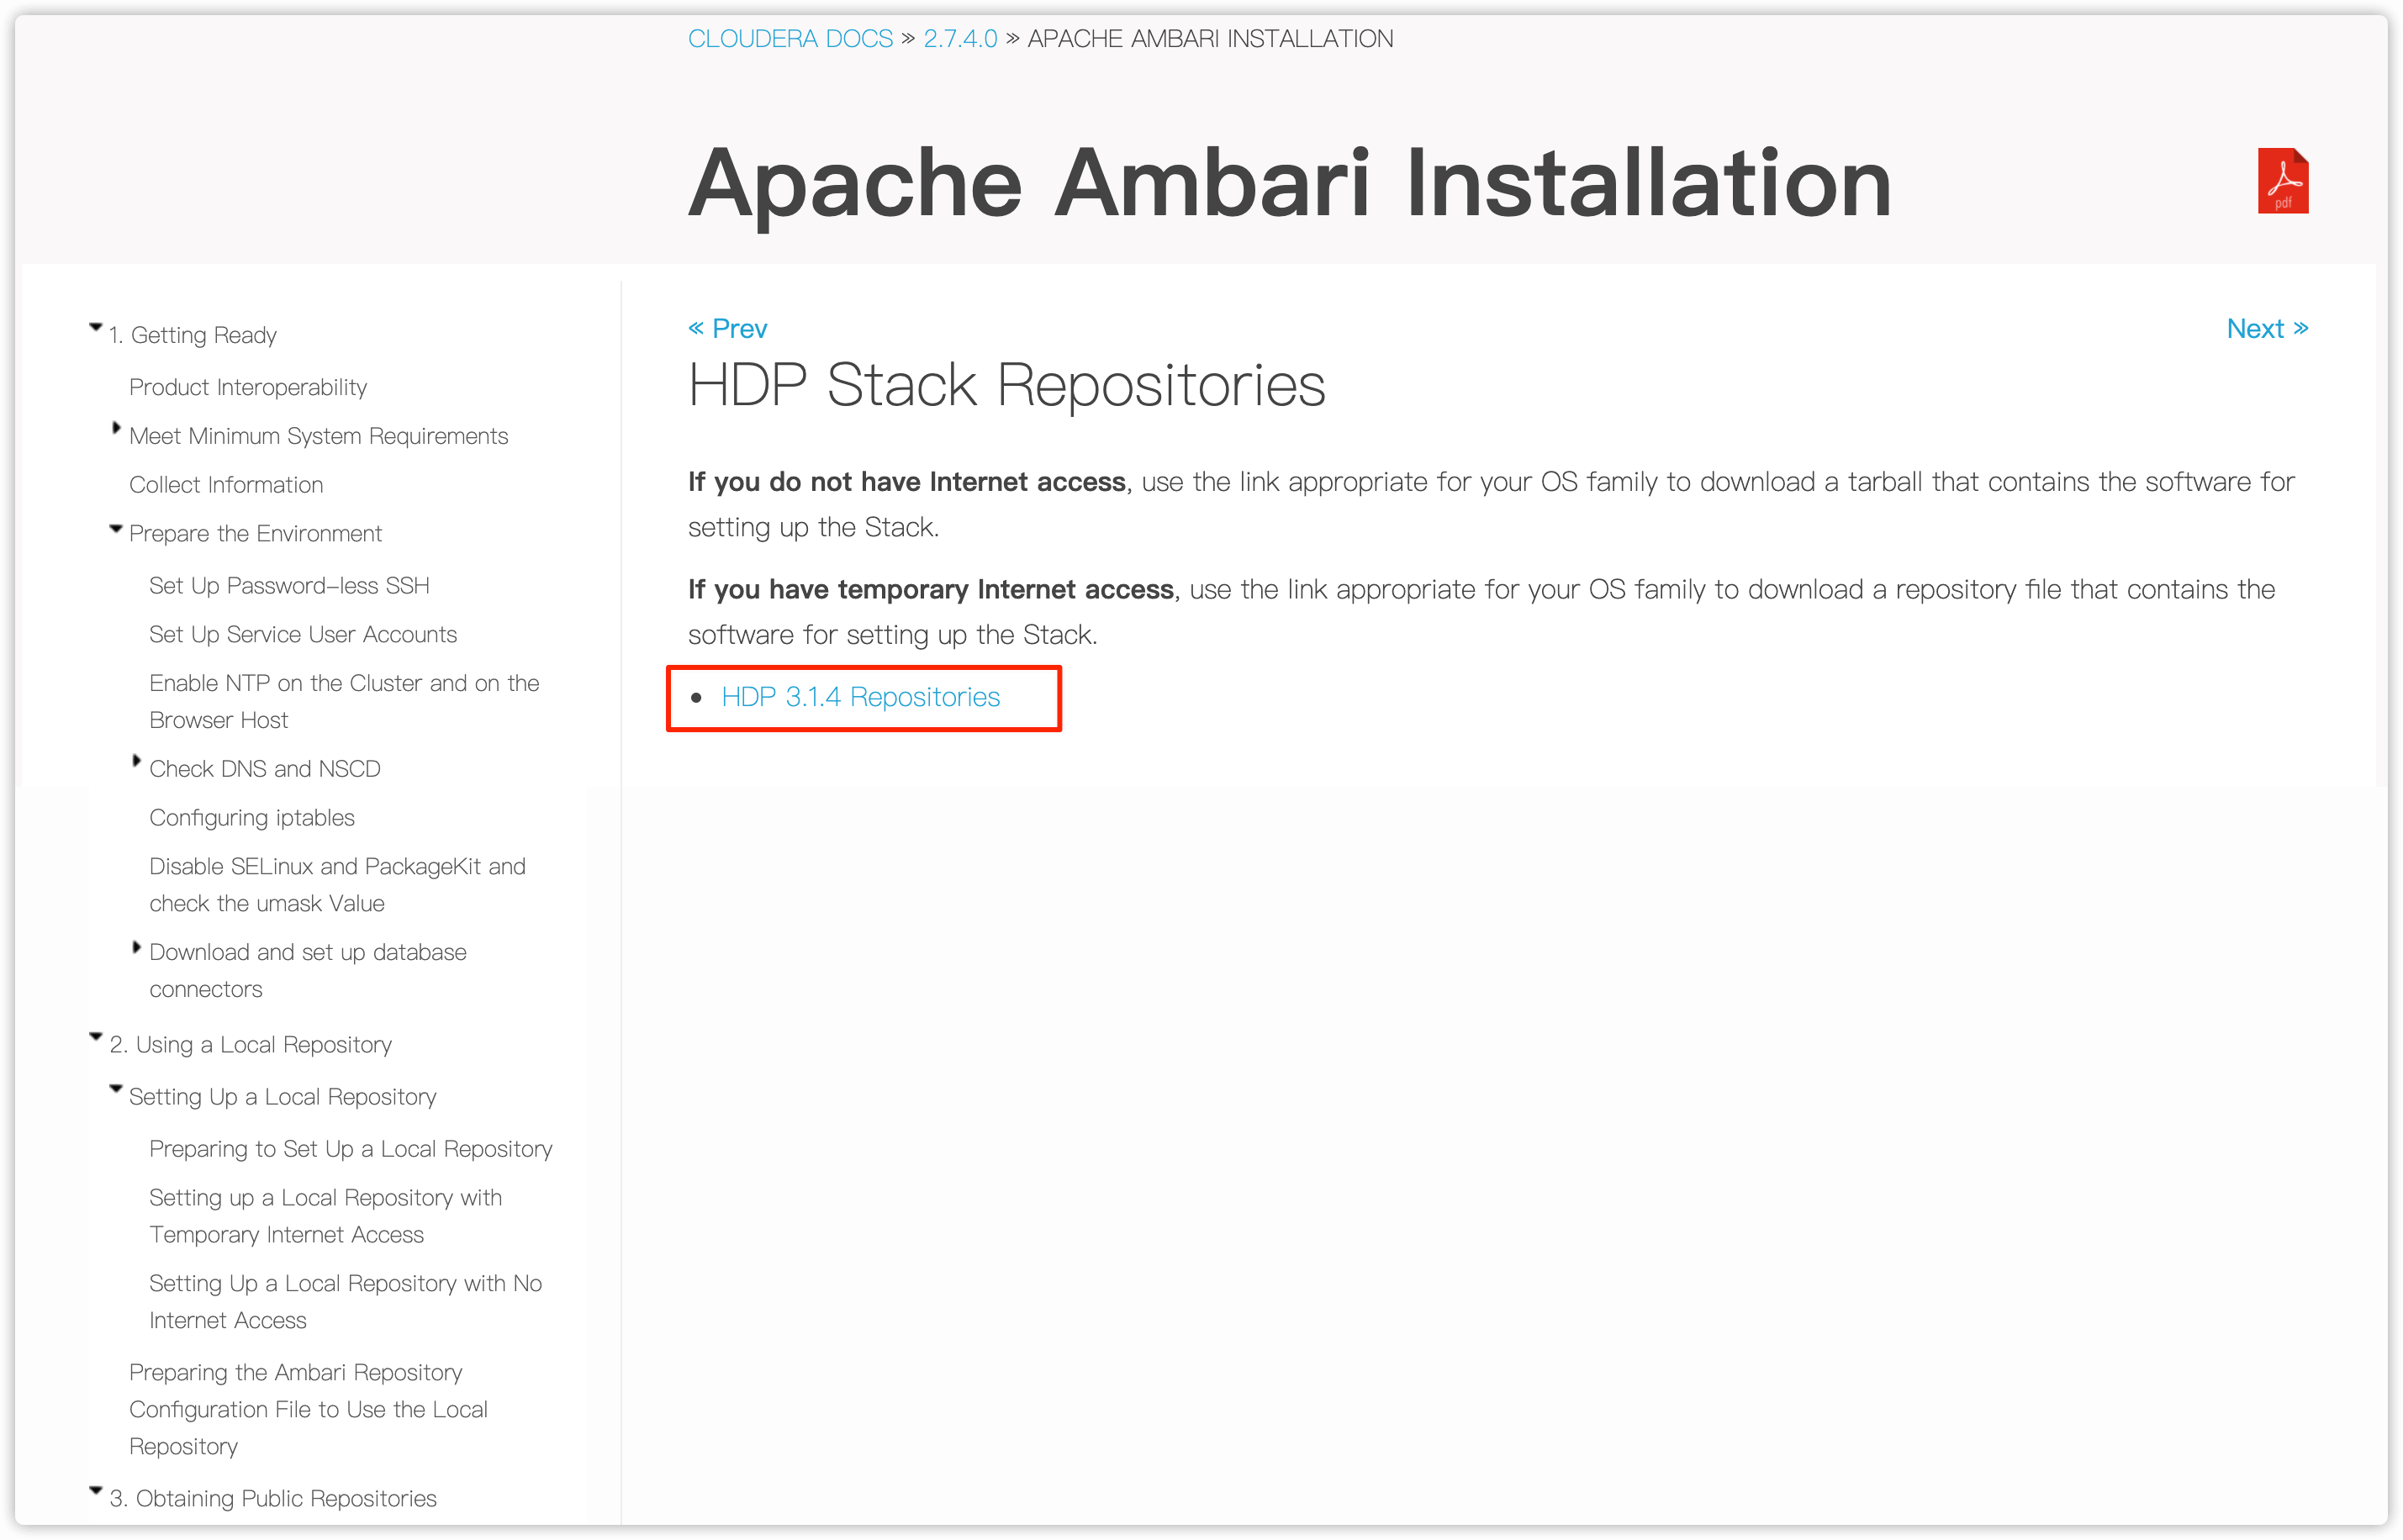 CLOUDERA DOCS » 2.7.4.0 » APACHE AMBARI INSTALLATION
Apache Ambari Installation
pdf
1. Getting Ready
Product Interoperability
Meet Minimum System Requirements
Collect Information
Prepare the Environment
Set Up Password-less SSH
Set Up Service User Accounts
Enable NTP on the Cluster and on the
Browser Host
Check DNS and NSCD
Configuring iptables
Disable SELinux and PackageKit and
check the umask Value
Download and set up database
connectors
2. Using a Local Repository
Setting Up a Local Repository
Preparing to Set Up a Local Repository
Setting up a Local Repository with
Temporary Internet Access
Setting Up a Local Repository with No
Internet Access
Preparing the Ambari Repository
Configuration File to Use the Local
Repository
3. Obtaining Public Repositories
« Prev
Next »
HDP Stack Repositories
If you do not have Internet access, use the link appropriate for your OS family to download a tarball that contains the software for
setting up the Stack.
If you have temporary Internet access, use the link appropriate for your OS family to download a repository file that contains the
software for setting up the Stack.
• HDP 3.1.4 Repositories